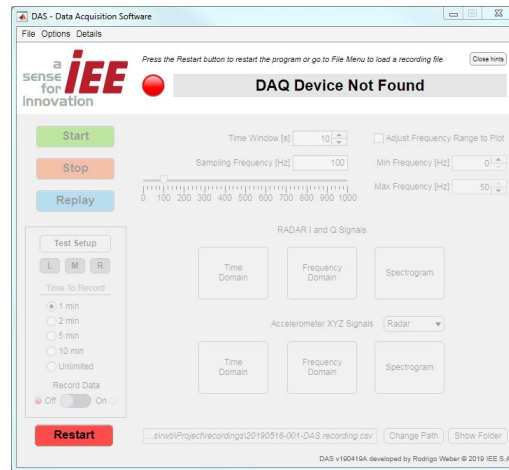 DAS - Data Acquisition Software
File Options Details
a
sense
for
innovation
iEE
Press the Restart button to restart the program or go to File Menu to load a recording file.
Close hints
DAQ Device Not Found
Start
Stop
Replay
Time Window [s] 10
Adjust Frequency Range to Plot
Sampling Frequency [Hz] 100
Min Frequency [Hz] 0
Max Frequency [Hz] 50
0 100 200 300 400 500 600 700 800 900 1000
Test Setup
L M R
Time To Record
1 min
2 min
5 min
10 min
Unlimited
Record Data
Off On
RADAR I and Q Signals
Time
Domain
Frequency
Domain
Spectrogram
Accelerometer XYZ Signals Radar
Time
Domain
Frequency
Domain
Spectrogram
Restart
...s\rwb\Project\recordings\20190516-001-DAS.recording.csv
Change Path
Show Folder
DAS v190419A developed by Rodrigo Weber @ 2019 IEE S.A